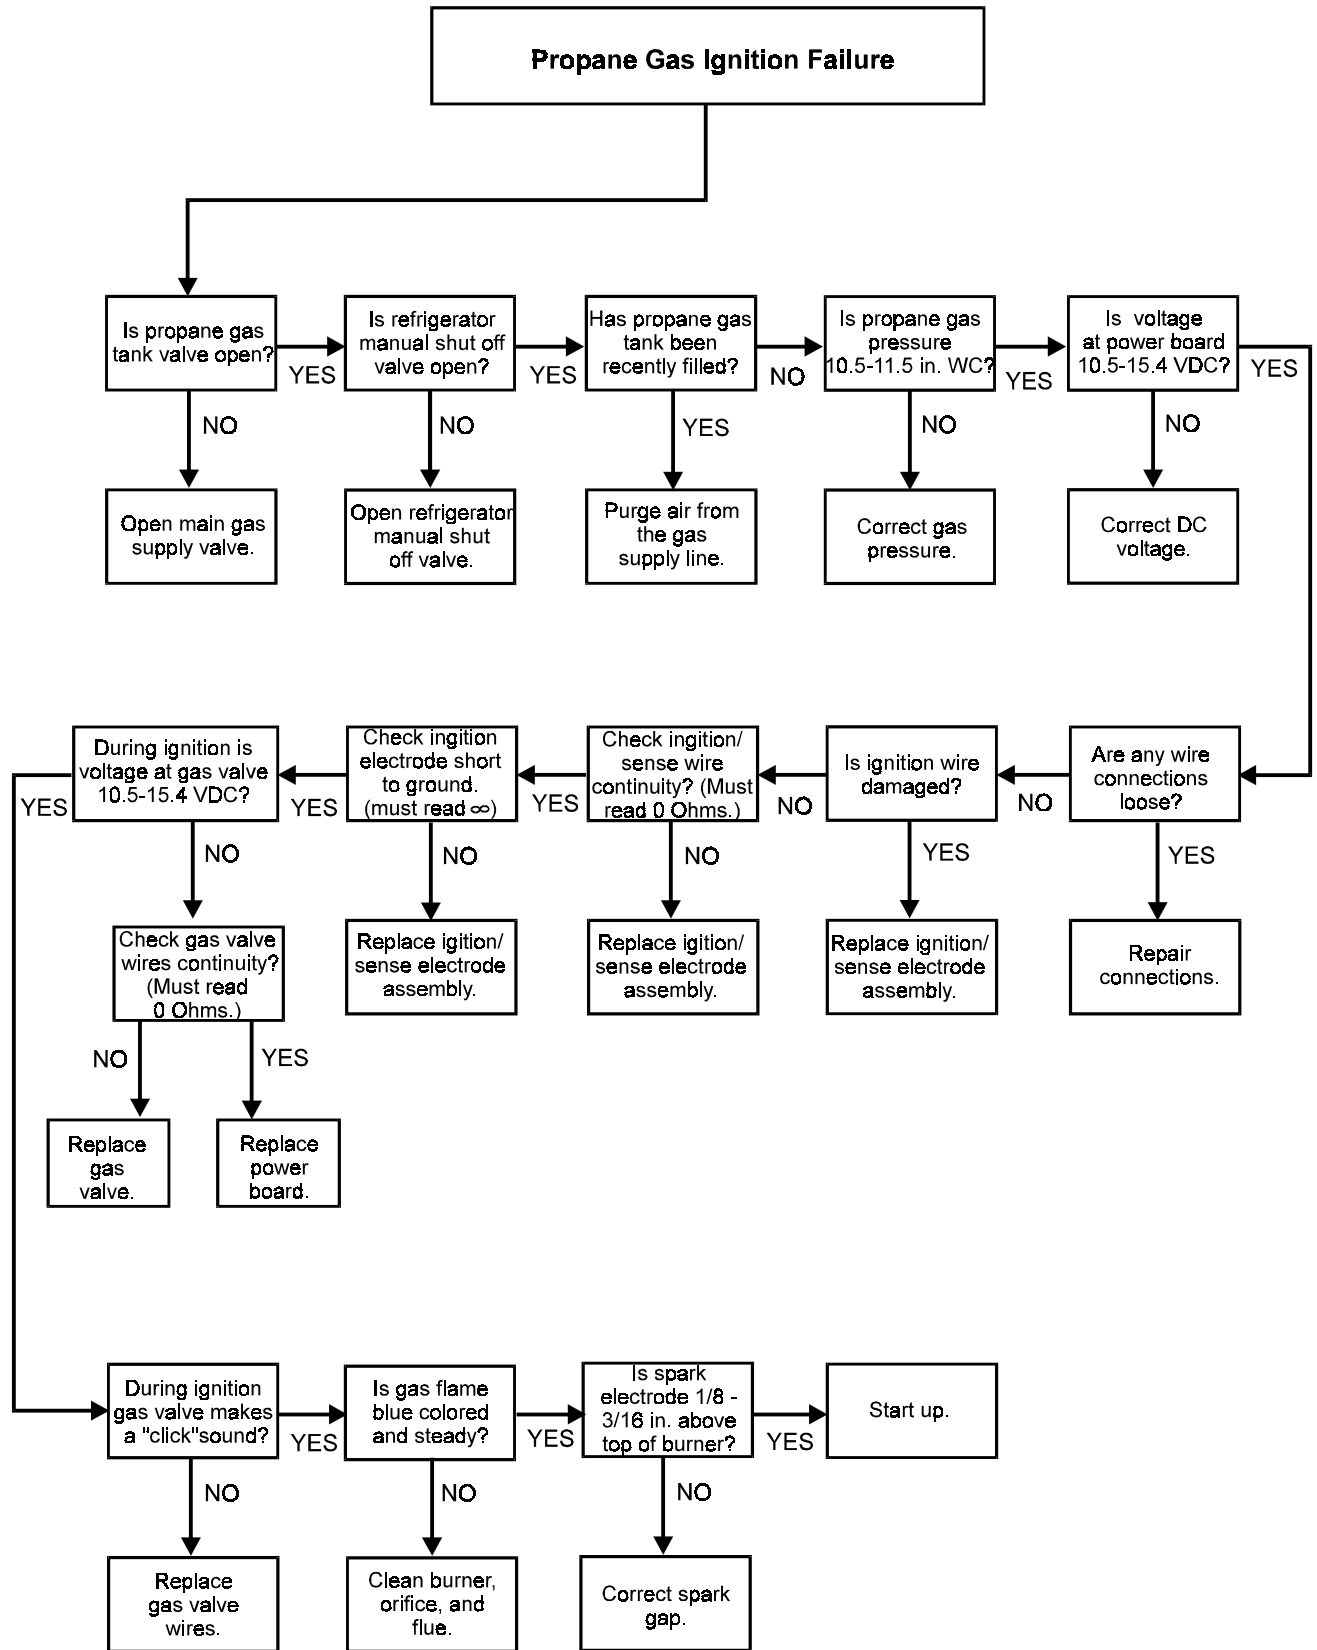 Propane Gas Ignition Failure
Is propane gas
tank valve open?
YES
Is refrigerator
manual shut off
valve open?
YES
Has propane gas
tank been
recently filled?
NO
Is propane gas
pressure
10.5-11.5 in. WC?
YES
Is voltage
at power board
10.5-15.4 VDC?
YES
NO
NO
YES
NO
NO
Open main gas
supply valve.
Open refrigerator
manual shut
off valve.
Purge air from
the gas
supply line.
Correct gas
pressure.
Correct DC
voltage.
During ignition is
voltage at gas valve
10.5-15.4 VDC?
YES
Check ingition
electrode short
to ground.
(must read ∞)
YES
Check ingition/
sense wire
continuity? (Must
read 0 Ohms.)
YES
Is ignition wire
damaged?
NO
Are any wire
connections
loose?
NO
NO
NO
NO
YES
YES
Check gas valve
wires continuity?
(Must read
0 Ohms.)
Replace igition/
sense electrode
assembly.
Replace igition/
sense electrode
assembly.
Replace ignition/
sense electrode
assembly.
Repair
connections.
NO
YES
Replace
gas
valve.
Replace
power
board.
During ignition
gas valve makes
a "click"sound?
YES
Is gas flame
blue colored
and steady?
YES
Is spark
electrode 1/8 -
3/16 in. above
top of burner?
YES
Start up.
NO
NO
NO
Replace
gas valve
wires.
Clean burner,
orifice, and
flue.
Correct spark
gap.